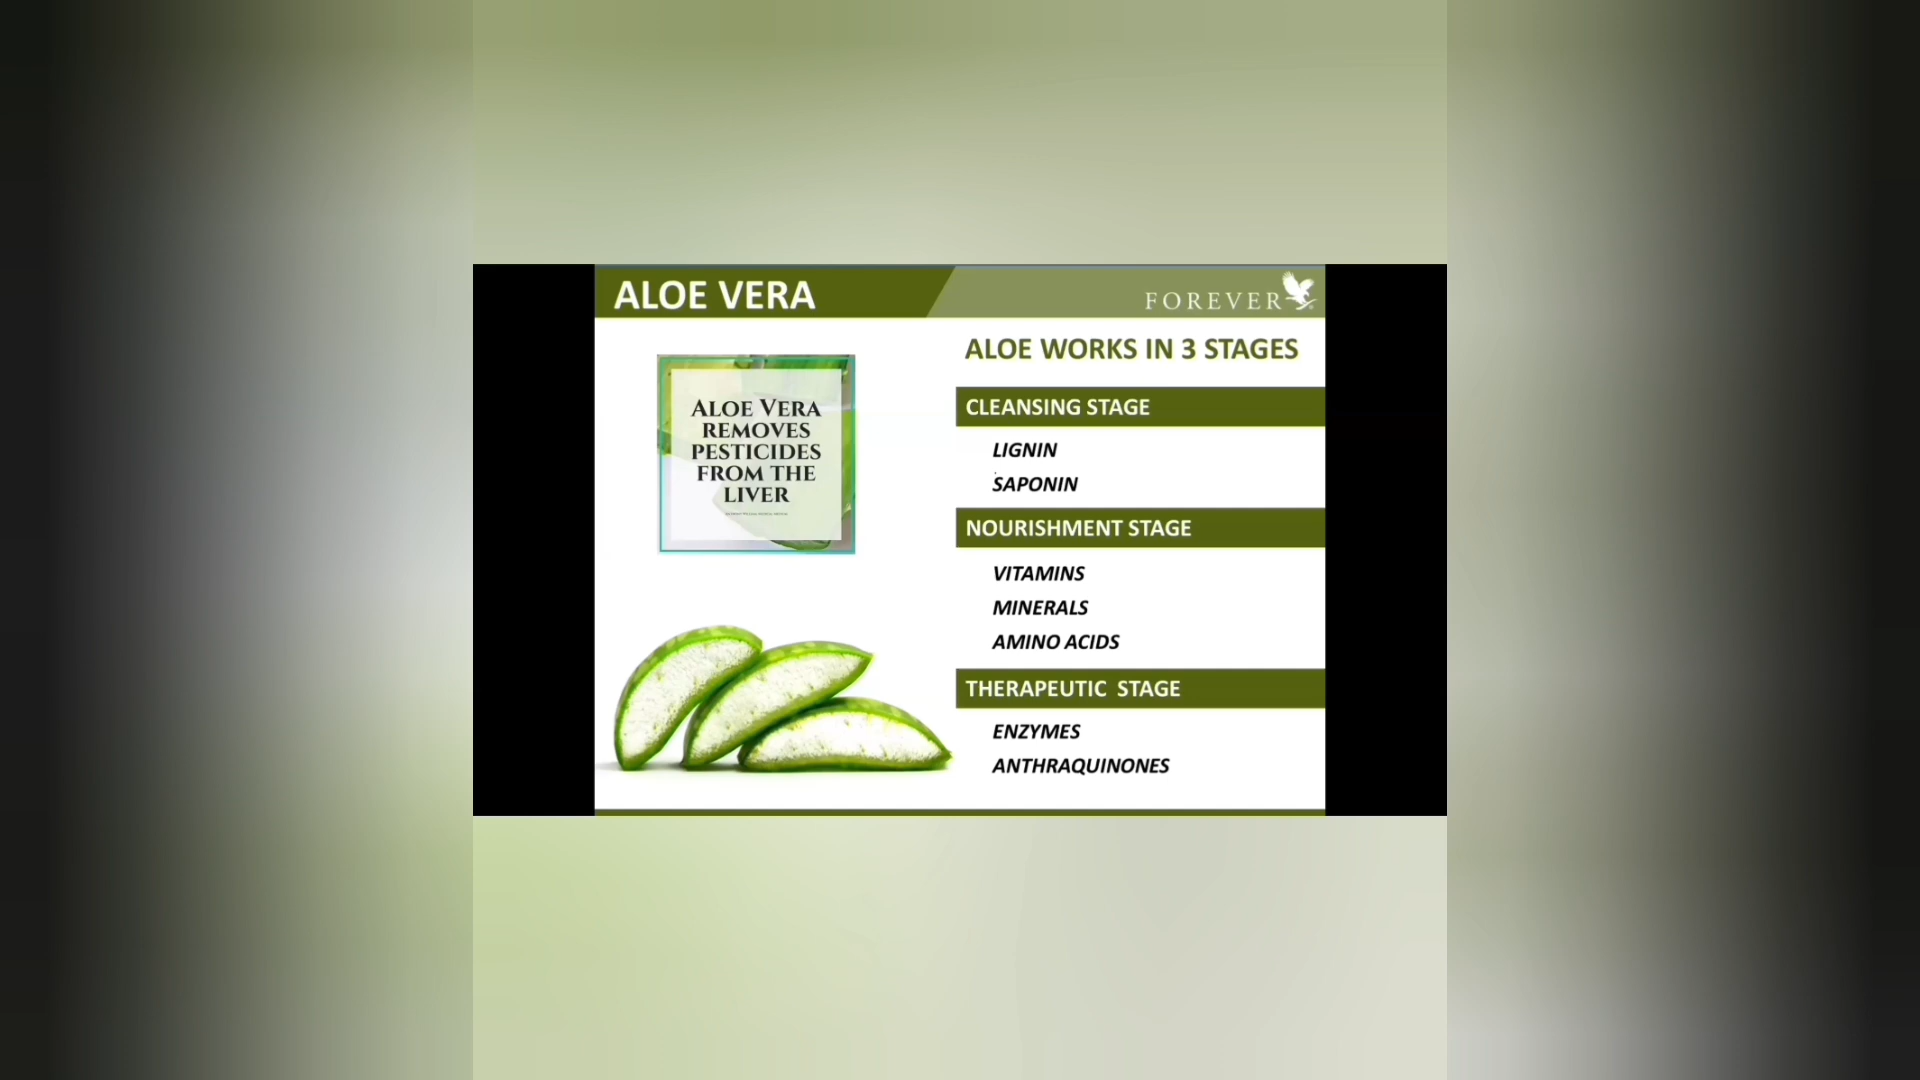 ALOE VERA
FOREVER
ALOE VERA
REMOVES
PESTICIDES
FROM THE
LIVER
ALOE WORKS IN 3 STAGES
CLEANSING STAGE
LIGNIN
SAPONIN
NOURISHMENT STAGE
VITAMINS
MINERALS
AMINO ACIDS
THERAPEUTIC STAGE
ENZYMES
ANTHRAQUINONES